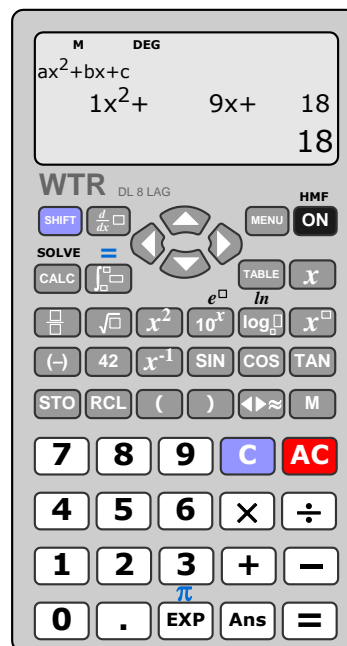 M DEG
ax²+bx+c
1x²+ 9x+ 18
18
WTR DL 8 LAG
HMF
SHIFT d/dx □ MENU ON
SOLVE =
CALC ∫□□▭ TABLE x
e□ ln
□/□ √□ x² 10ˣ log□□ x□
(–) 42 x⁻¹ SIN COS TAN
STO RCL ( ) ◀▶≈ M
7 8 9 C AC
4 5 6 × ÷
1 2 3 + −
π
0 . EXP Ans =